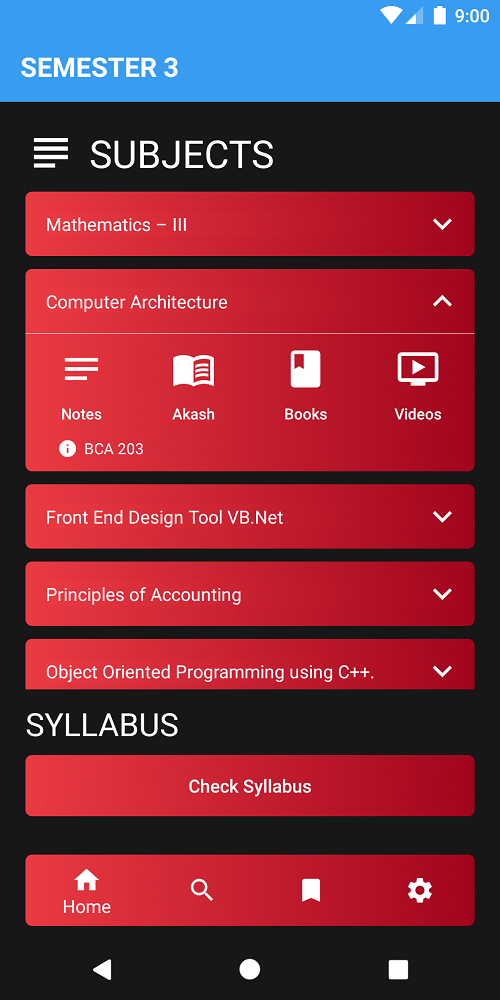 9:00
SEMESTER 3
SUBJECTS
Mathematics – III
Computer Architecture
Notes Akash Books Videos
BCA 203
Front End Design Tool VB.Net
Principles of Accounting
Object Oriented Programming using C++.
SYLLABUS
Check Syllabus
Home